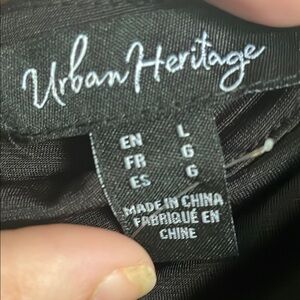 Urban Heritage
EN L
FR G
ES G
MADE IN CHINA
FABRIQUÉ EN
CHINE